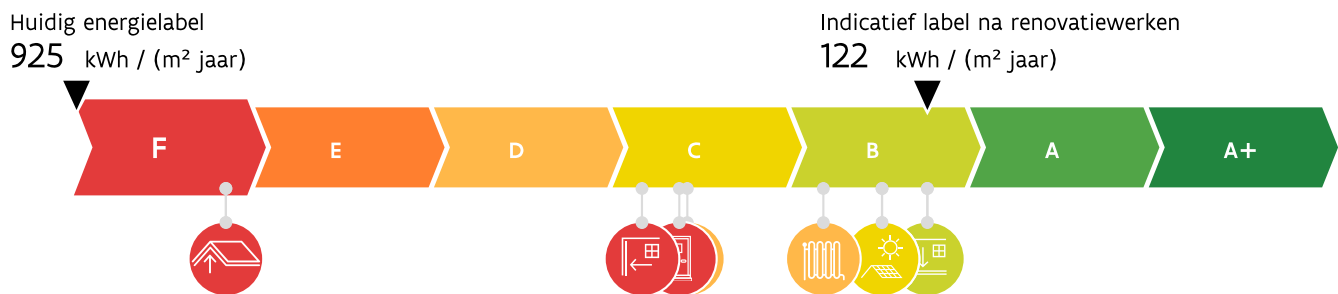 Huidig energielabel
925 kWh / (m² jaar)
Indicatief label na renovatiewerken
122 kWh / (m² jaar)
F E D C B A A+